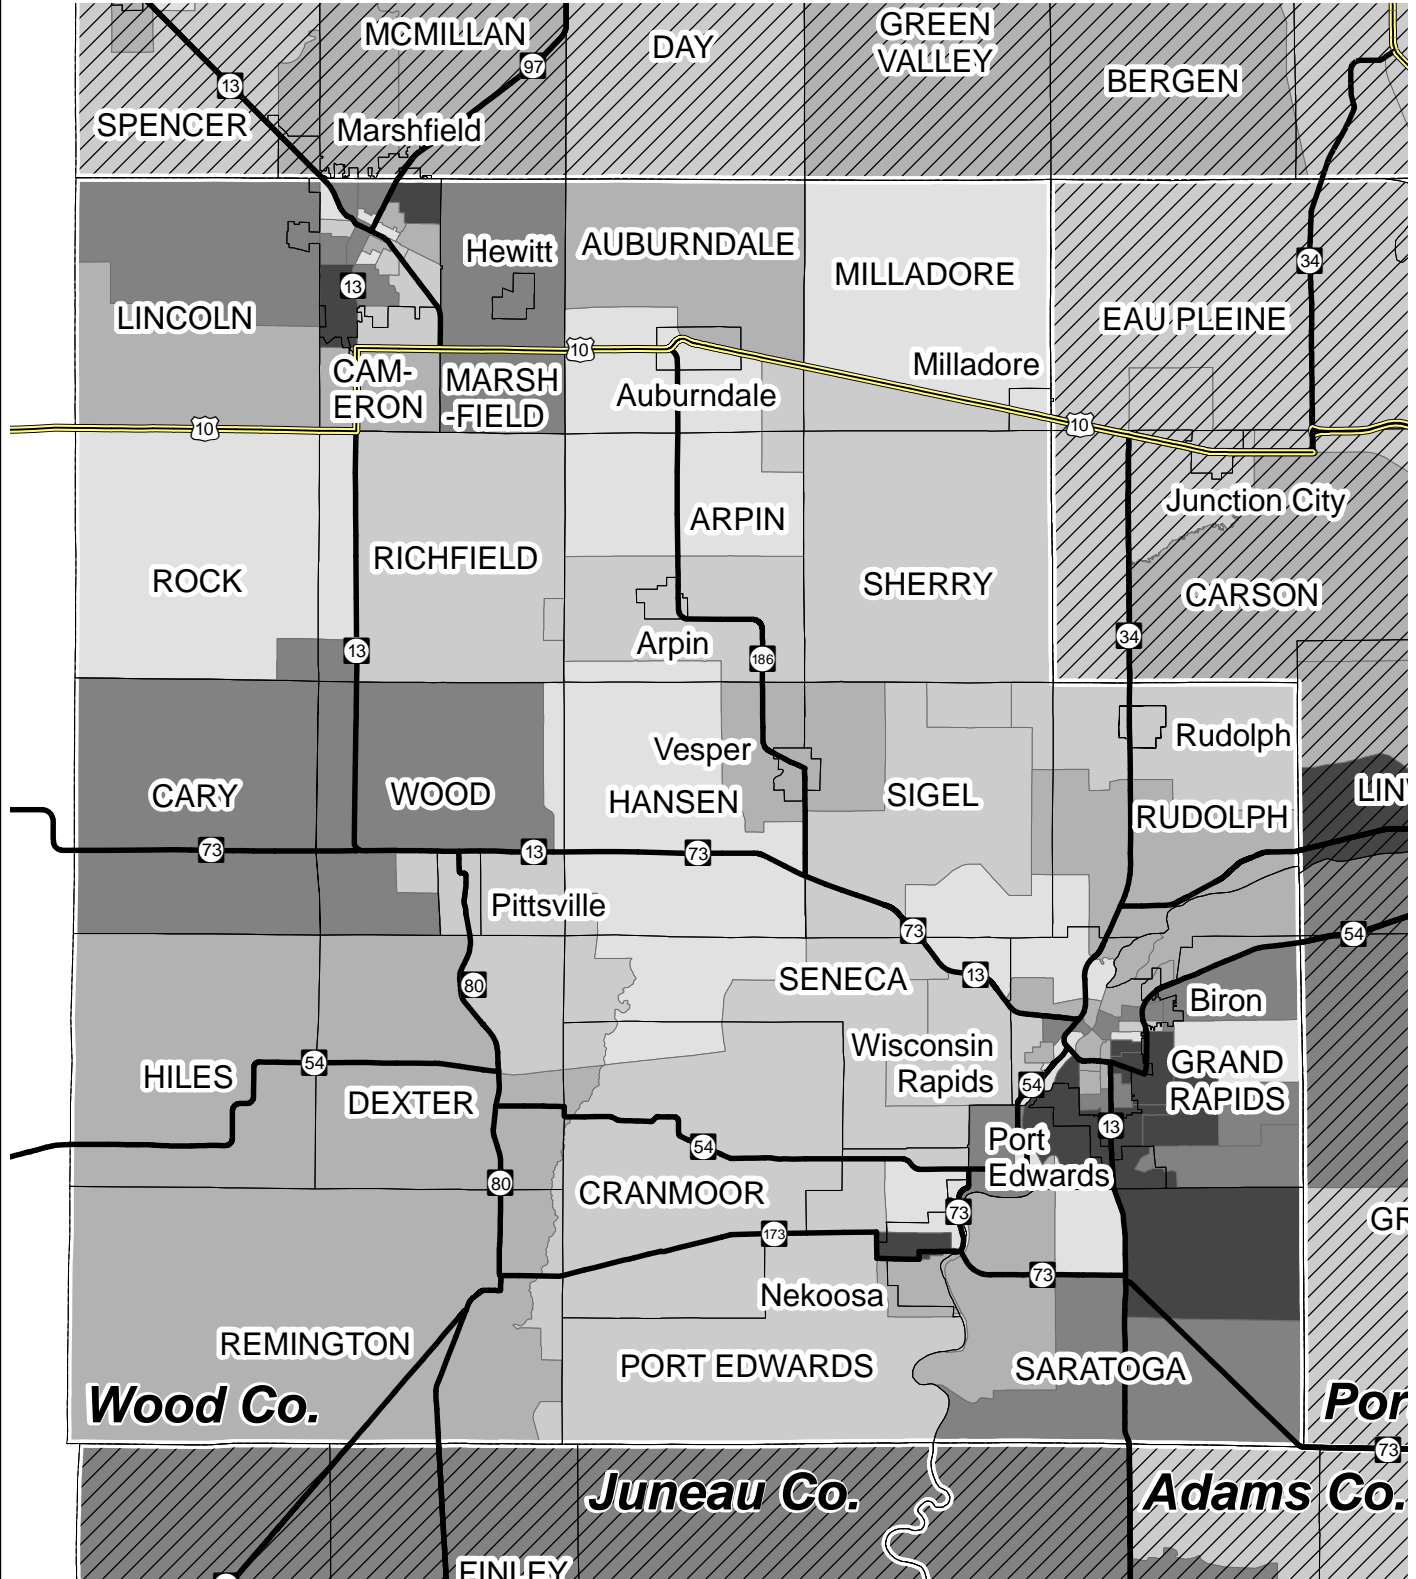 MCMILLAN
97
DAY
GREEN
VALLEY
BERGEN
13
SPENCER
Marshfield
Hewitt
AUBURNDALE
MILLADORE
34
13
LINCOLN
EAU PLEINE
10
CAM-
ERON
MARSH
-FIELD
Auburndale
Milladore
10
10
Junction City
ARPIN
RICHFIELD
ROCK
SHERRY
CARSON
13
Arpin
186
34
Vesper
Rudolph
CARY
WOOD
HANSEN
SIGEL
RUDOLPH
LIN
73
13
73
Pittsville
73
54
80
SENECA
13
Biron
Wisconsin
Rapids
GRAND
RAPIDS
HILES
54
DEXTER
54
13
54
Port
Edwards
80
CRANMOOR
73
GR
173
73
Nekoosa
REMINGTON
PORT EDWARDS
SARATOGA
Wood Co.
Por
73
Juneau Co.
Adams Co.
FINLEY